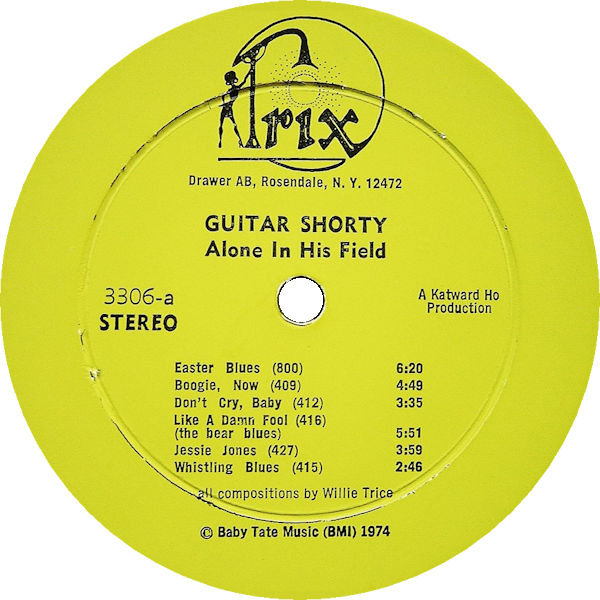 Trix
Drawer AB, Rosendale, N. Y. 12472
GUITAR SHORTY
Alone In His Field
3306-a
STEREO
A Katward Ho
Production
Easter Blues (800) 6:20
Boogie, Now (409) 4:49
Don't Cry, Baby (412) 3:35
Like A Damn Fool (416)
(the bear blues) 5:51
Jessie Jones (427) 3:59
Whistling Blues (415) 2:46
all compositions by Willie Trice
© Baby Tate Music (BMI) 1974